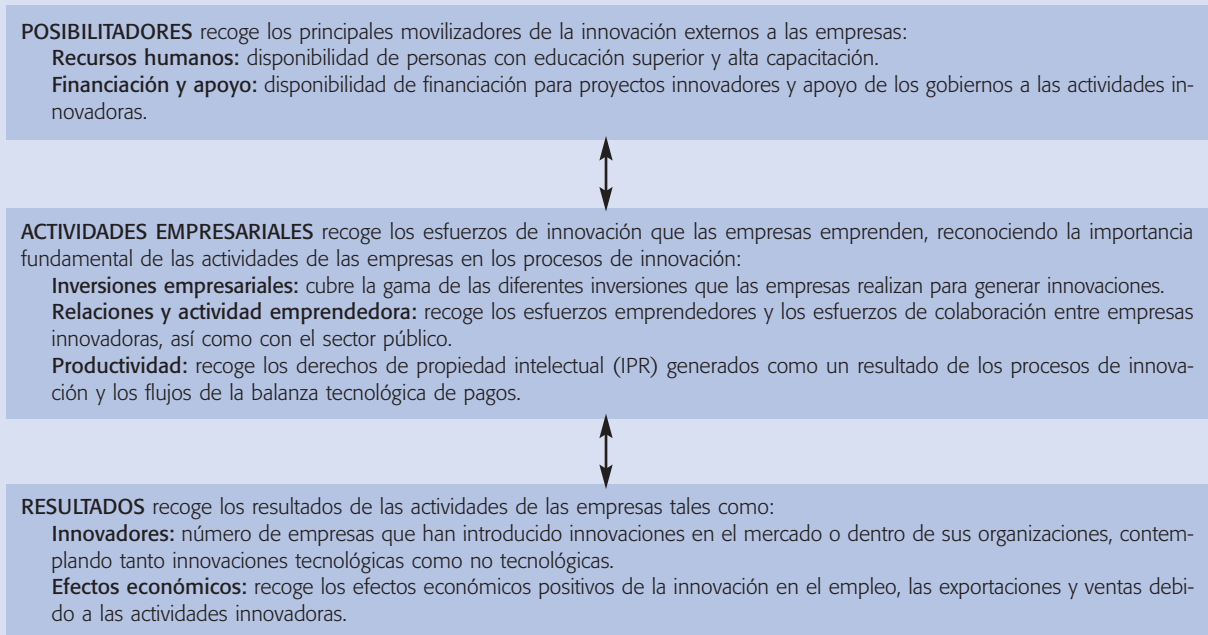 POSIBILITADORES recoge los principales movilizadores de la innovación externos a las empresas:
Recursos humanos: disponibilidad de personas con educación superior y alta capacitación.
Financiación y apoyo: disponibilidad de financiación para proyectos innovadores y apoyo de los gobiernos a las actividades in-
novadoras.
ACTIVIDADES EMPRESARIALES recoge los esfuerzos de innovación que las empresas emprenden, reconociendo la importancia
fundamental de las actividades de las empresas en los procesos de innovación:
Inversiones empresariales: cubre la gama de las diferentes inversiones que las empresas realizan para generar innovaciones.
Relaciones y actividad emprendedora: recoge los esfuerzos emprendedores y los esfuerzos de colaboración entre empresas
innovadoras, así como con el sector público.
Productividad: recoge los derechos de propiedad intelectual (IPR) generados como un resultado de los procesos de innova-
ción y los flujos de la balanza tecnológica de pagos.
RESULTADOS recoge los resultados de las actividades de las empresas tales como:
Innovadores: número de empresas que han introducido innovaciones en el mercado o dentro de sus organizaciones, contem-
plando tanto innovaciones tecnológicas como no tecnológicas.
Efectos económicos: recoge los efectos económicos positivos de la innovación en el empleo, las exportaciones y ventas debi-
do a las actividades innovadoras.